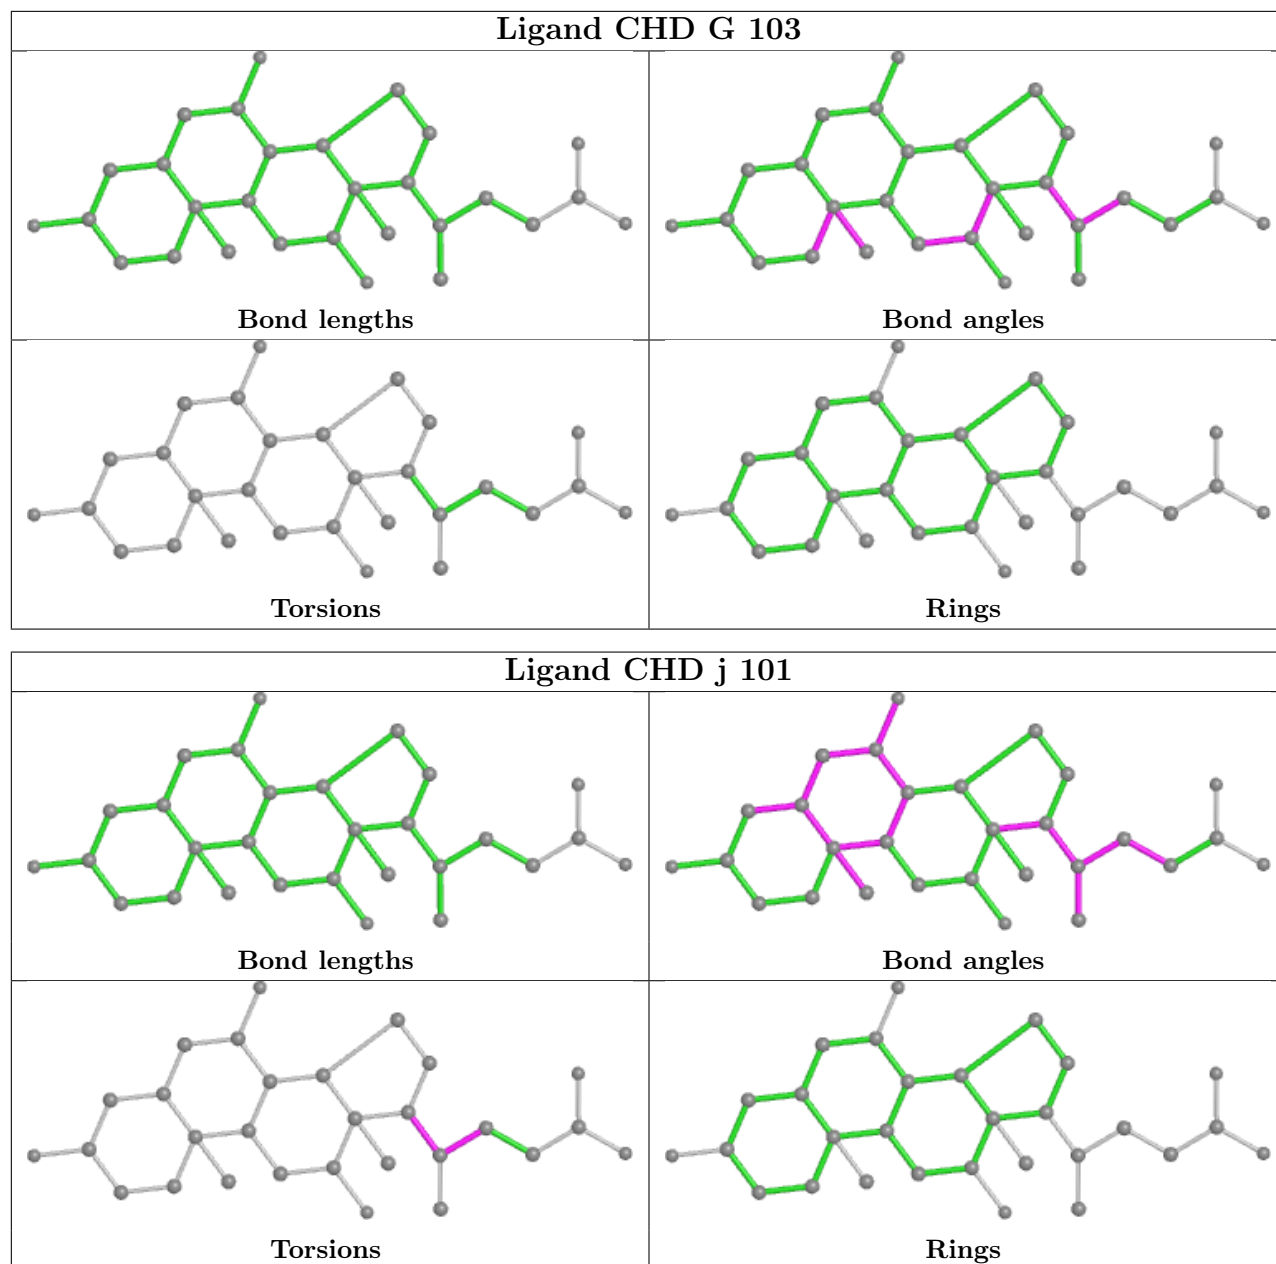 Ligand CHD G 103
Bond lengths
Bond angles
Torsions
Rings
Ligand CHD j 101
Bond lengths
Bond angles
Torsions
Rings